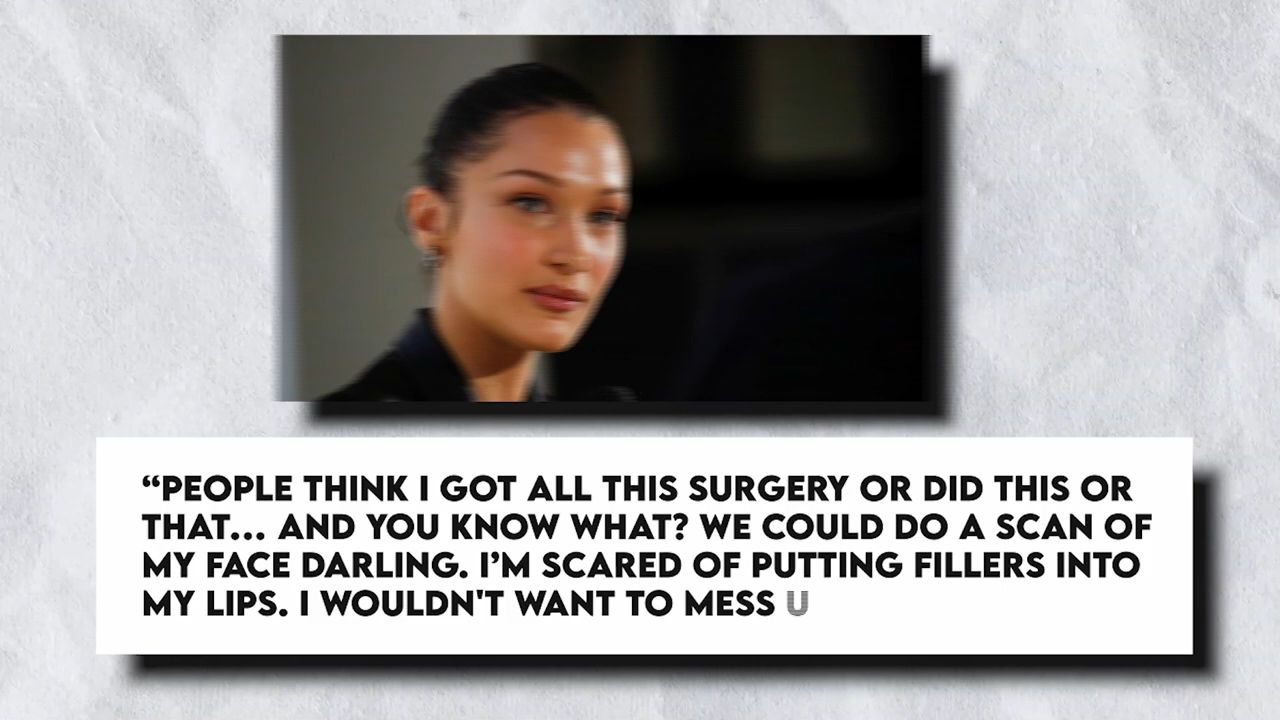 “PEOPLE THINK I GOT ALL THIS SURGERY OR DID THIS OR
THAT... AND YOU KNOW WHAT? WE COULD DO A SCAN OF
MY FACE DARLING. I’M SCARED OF PUTTING FILLERS INTO
MY LIPS. I WOULDN'T WANT TO MESS U